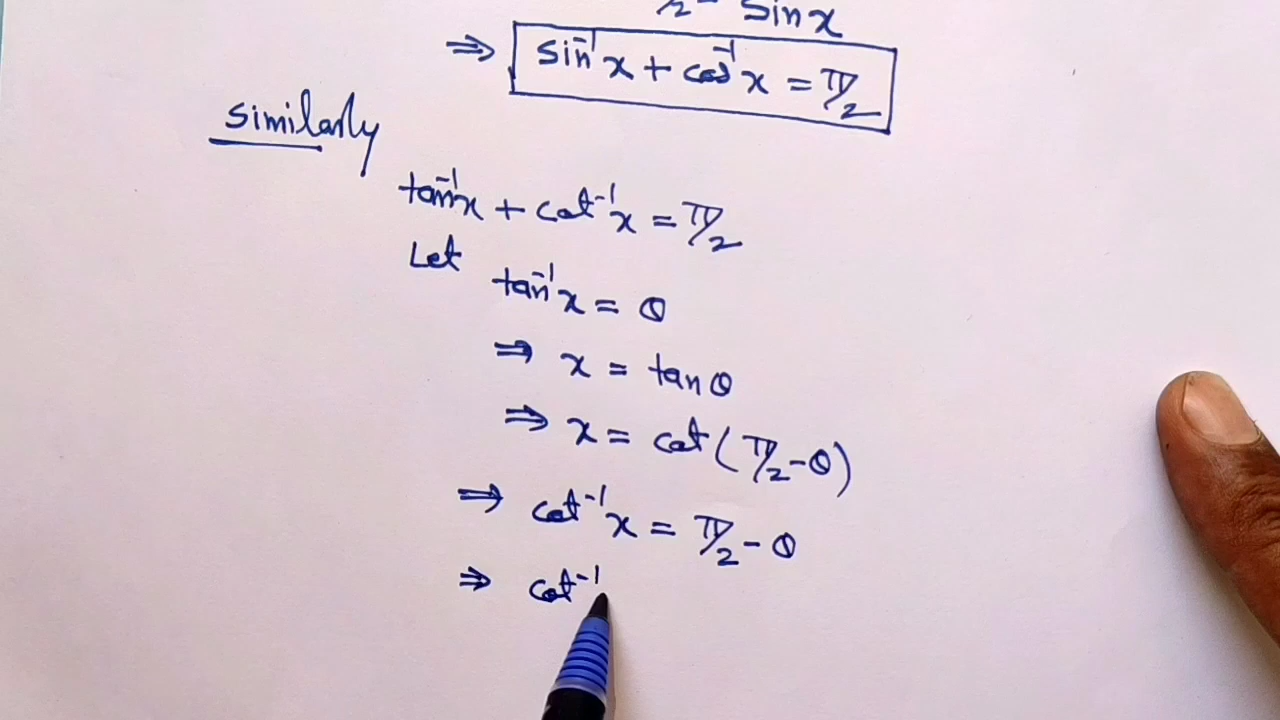 π/2 - sin x
⇒ sin⁻¹x + cos⁻¹x = π/2
Similarly
tan⁻¹x + cot⁻¹x = π/2
Let
tan⁻¹x = θ
⇒ x = tan θ
⇒ x = cot(π/2 - θ)
⇒ cot⁻¹x = π/2 - θ
⇒ cot⁻¹